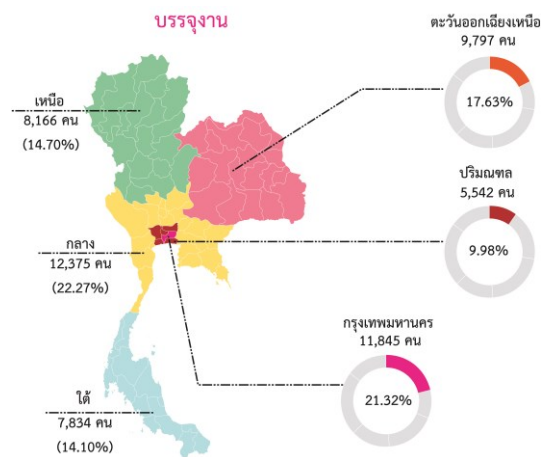 บรรจุงาน
ตะวันออกเฉียงเหนือ
9,797 คน
17.63%
เหนือ
8,166 คน
(14.70%)
ปริมณฑล
5,542 คน
9.98%
กลาง
12,375 คน
(22.27%)
กรุงเทพมหานคร
11,845 คน
21.32%
ใต้
7,834 คน
(14.10%)